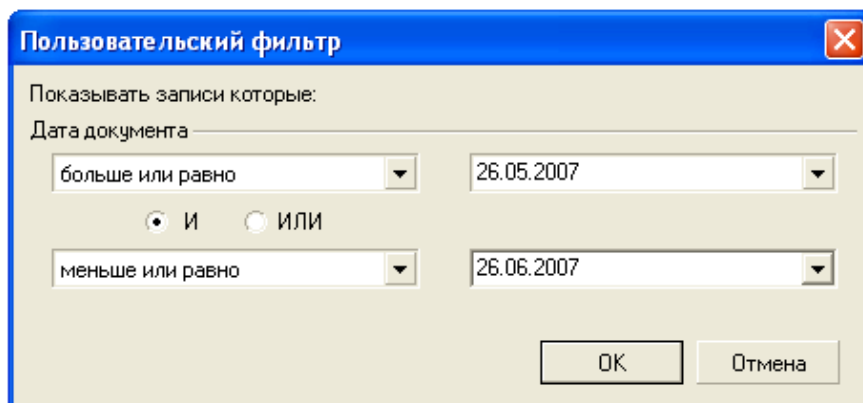 Пользовательский фильтр
Показывать записи которые:
Дата документа
больше или равно 26.05.2007
И ИЛИ
меньше или равно 26.06.2007
OK Отмена